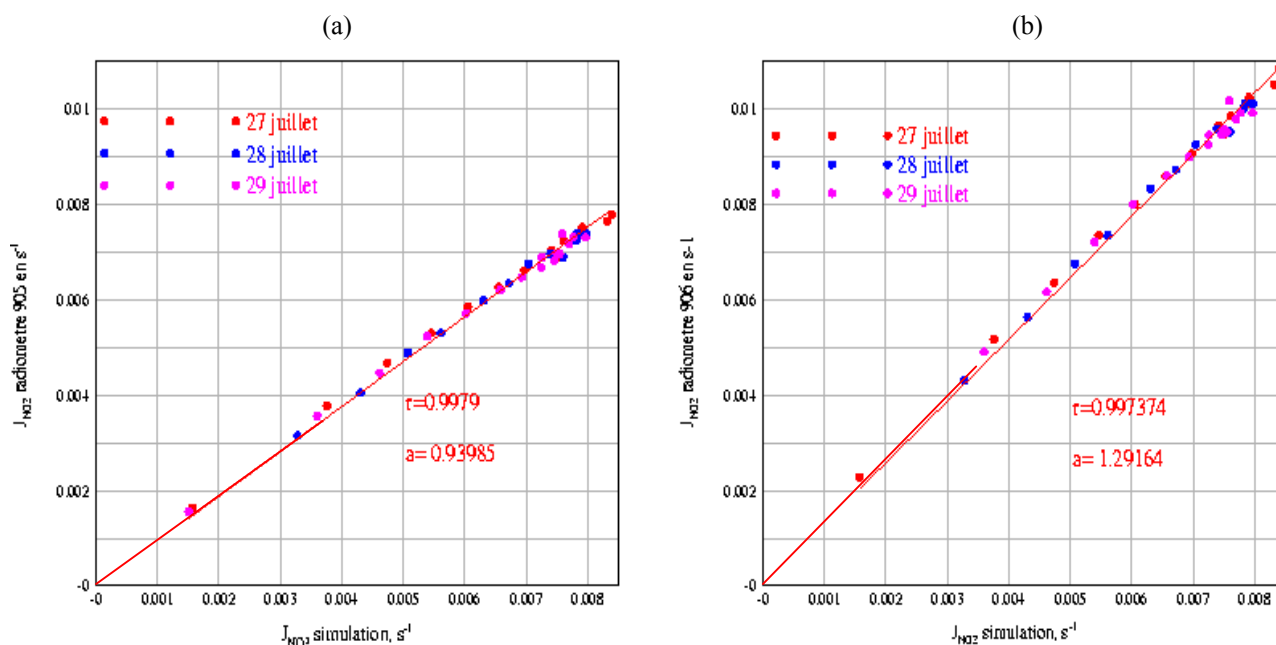 (a)
0.01
0.008
0.006
0.004
0.002
-0
J_NO2 radiometre 905 en s⁻¹
27 juillet
28 juillet
29 juillet
r=0.9979
a= 0.93985
-0 0.001 0.002 0.003 0.004 0.005 0.006 0.007 0.008
J_NO2 simulation, s⁻¹
(b)
0.01
0.008
0.006
0.004
0.002
-0
J_NO2 radiometre 906 en s-1
27 juillet
28 juillet
29 juillet
r=0.997374
a= 1.29164
-0 0.001 0.002 0.003 0.004 0.005 0.006 0.007 0.008
J_NO2 simulation, s⁻¹